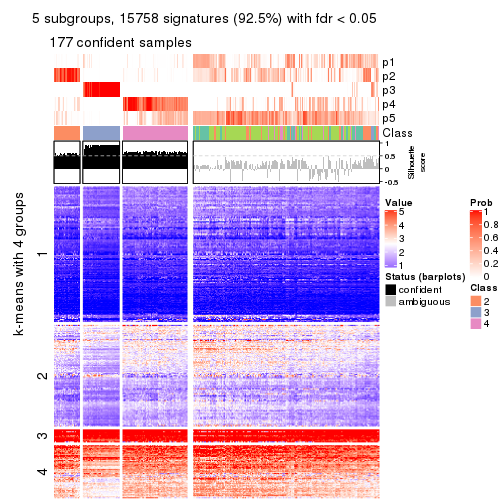 5 subgroups, 15758 signatures (92.5%) with fdr < 0.05
177 confident samples
p1
p2
p3
p4
p5
Class
1
0.5
0
-0.5
Silhouette
score
k-means with 4 groups
1
2
3
4
Value
5
4
3
2
1
Status (barplots)
confident
ambiguous
Prob
1
0.8
0.6
0.4
0.2
0
Class
2
3
4